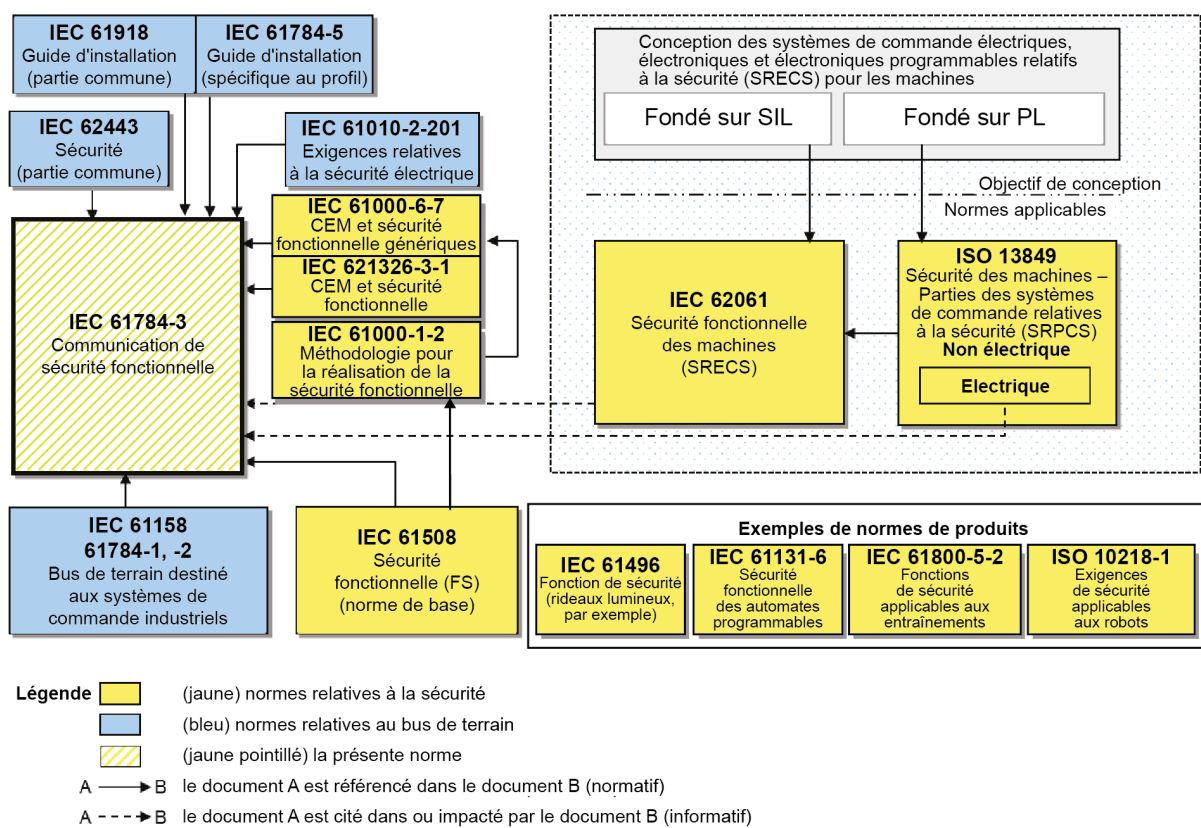 IEC 61918
Guide d'installation
(partie commune)
IEC 61784-5
Guide d'installation
(spécifique au profil)
IEC 62443
Sécurité
(partie commune)
IEC 61010-2-201
Exigences relatives
à la sécurité électrique
IEC 61000-6-7
CEM et sécurité
fonctionnelle génériques
IEC 621326-3-1
CEM et sécurité
fonctionnelle
IEC 61000-1-2
Méthodologie pour
la réalisation de la
sécurité fonctionnelle
IEC 61784-3
Communication de
sécurité fonctionnelle
Conception des systèmes de commande électriques,
électroniques et électroniques programmables relatifs
à la sécurité (SRECS) pour les machines
Fondé sur SIL
Fondé sur PL
Objectif de conception
Normes applicables
IEC 62061
Sécurité fonctionnelle
des machines
(SRECS)
ISO 13849
Sécurité des machines –
Parties des systèmes
de commande relatives
à la sécurité (SRPCS)
Non électrique
Electrique
IEC 61158
61784-1, -2
Bus de terrain destiné
aux systèmes de
commande industriels
IEC 61508
Sécurité
fonctionnelle (FS)
(norme de base)
Exemples de normes de produits
IEC 61496
Fonction de sécurité
(rideaux lumineux,
par exemple)
IEC 61131-6
Sécurité
fonctionnelle
des automates
programmables
IEC 61800-5-2
Fonctions
de sécurité
applicables aux
entraînements
ISO 10218-1
Exigences
de sécurité
applicables
aux robots
Légende
(jaune) normes relatives à la sécurité
(bleu) normes relatives au bus de terrain
(jaune pointillé) la présente norme
A B le document A est référencé dans le document B (normatif)
A B le document A est cité dans ou impacté par le document B (informatif)